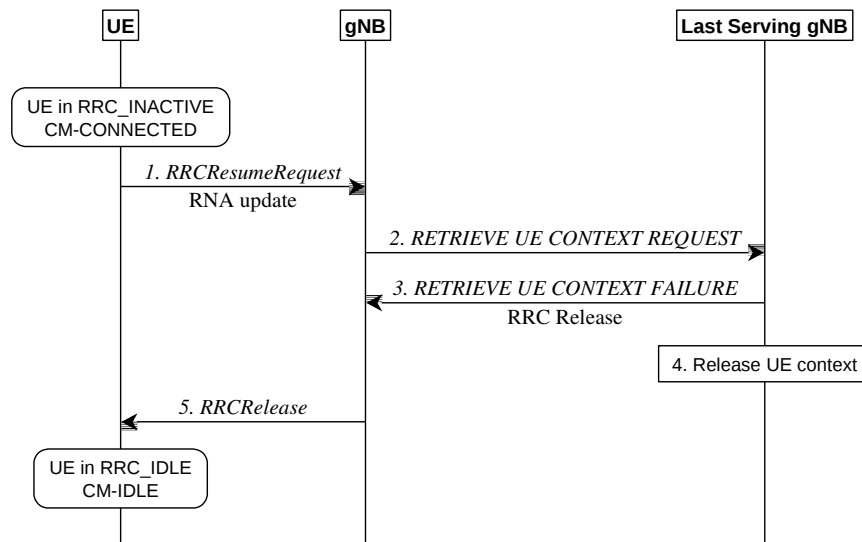 UE
gNB
Last Serving gNB
UE in RRC_INACTIVE
CM-CONNECTED
1. RRCResumeRequest
RNA update
2. RETRIEVE UE CONTEXT REQUEST
3. RETRIEVE UE CONTEXT FAILURE
RRC Release
4. Release UE context
5. RRCRelease
UE in RRC_IDLE
CM-IDLE